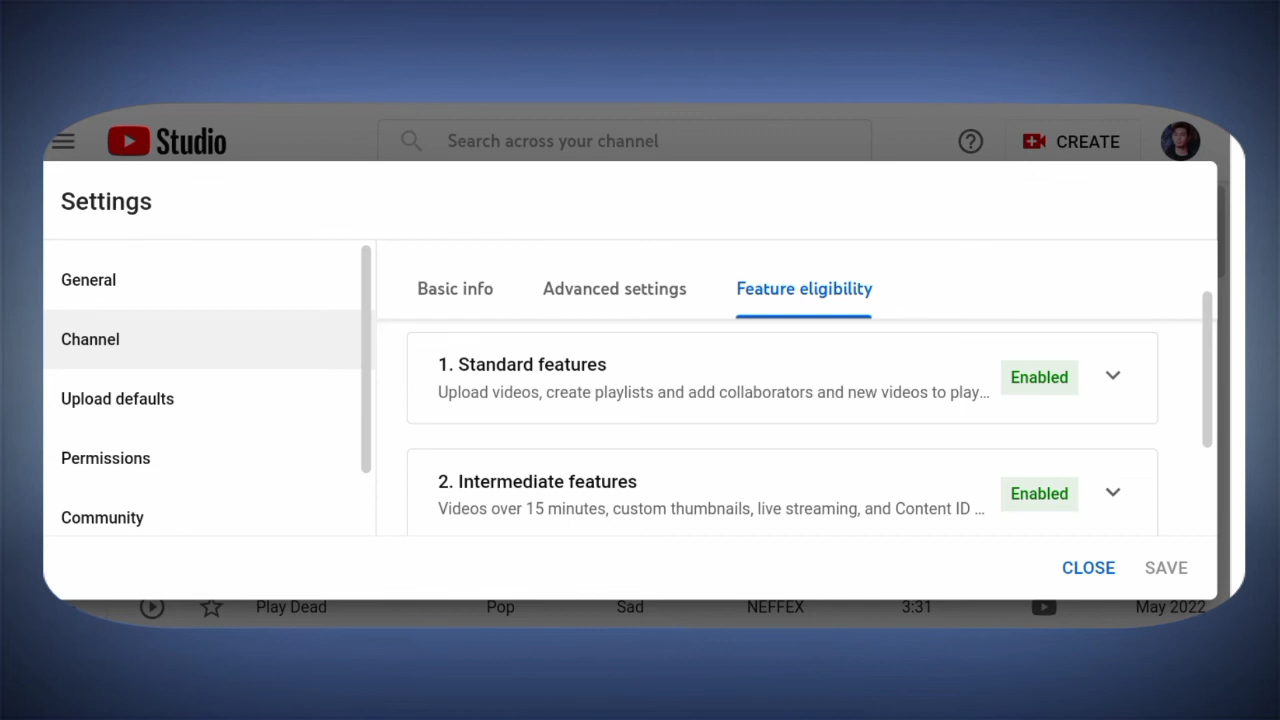 Studio
Search across your channel
CREATE
Settings
General
Channel
Upload defaults
Permissions
Community
Basic info Advanced settings Feature eligibility
1. Standard features
Upload videos, create playlists and add collaborators and new videos to play…
Enabled
2. Intermediate features
Videos over 15 minutes, custom thumbnails, live streaming, and Content ID …
Enabled
CLOSE SAVE
Play Dead Pop Sad NEFFEX 3:31 May 2022